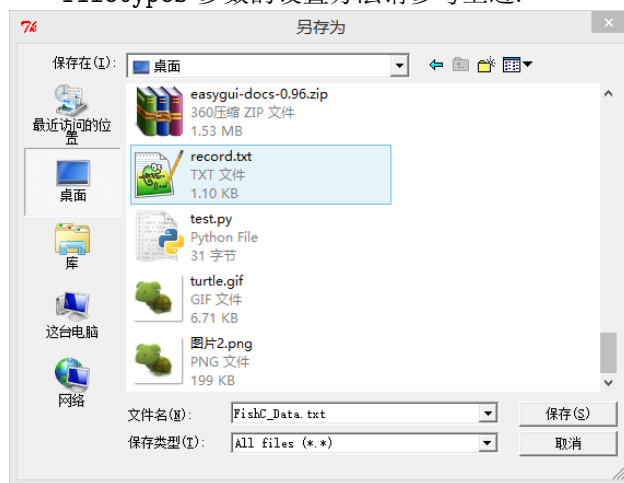 filetypes 参数的设置方法请参考上述.
Tk
另存为
保存在(I):
桌面
最近访问的位置
桌面
库
这台电脑
网络
easygui-docs-0.96.zip
360压缩 ZIP 文件
1.53 MB
record.txt
TXT 文件
1.10 KB
test.py
Python File
31 字节
turtle.gif
GIF 文件
6.71 KB
图片2.png
PNG 文件
199 KB
文件名(N):
FishC_Data.txt
保存(S)
保存类型(T):
All files (*.*)
取消